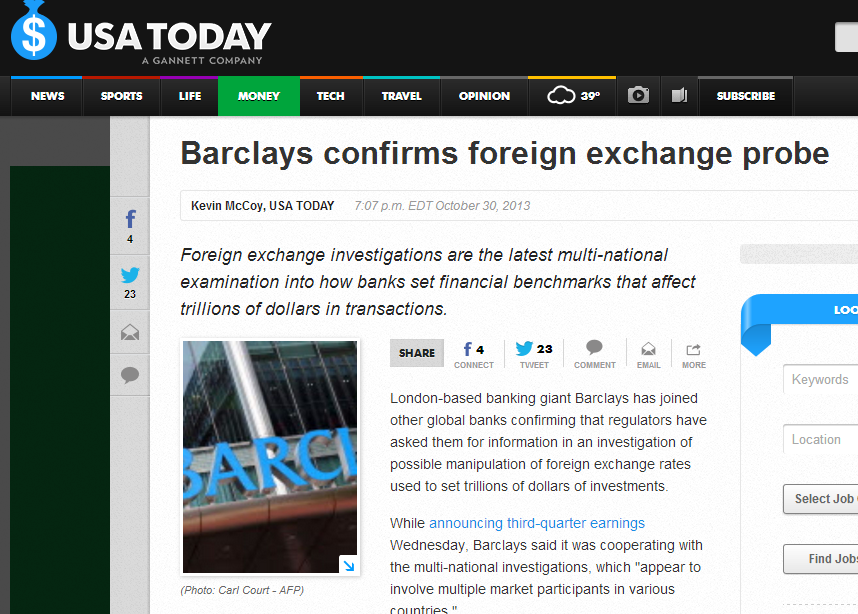 $ USA TODAY
A GANNETT COMPANY
NEWS SPORTS LIFE MONEY TECH TRAVEL OPINION 39° SUBSCRIBE
Barclays confirms foreign exchange probe
Kevin McCoy, USA TODAY 7:07 p.m. EDT October 30, 2013
f
4
23
Foreign exchange investigations are the latest multi-national
examination into how banks set financial benchmarks that affect
trillions of dollars in transactions.
BARCL
(Photo: Carl Court - AFP)
SHARE
f 4
CONNECT
23
TWEET
COMMENT
EMAIL
MORE
London-based banking giant Barclays has joined
other global banks confirming that regulators have
asked them for information in an investigation of
possible manipulation of foreign exchange rates
used to set trillions of dollars of investments.
While announcing third-quarter earnings
Wednesday, Barclays said it was cooperating with
the multi-national investigations, which "appear to
involve multiple market participants in various
countries."
LOO
Keywords
Location
Select Job
Find Jobs